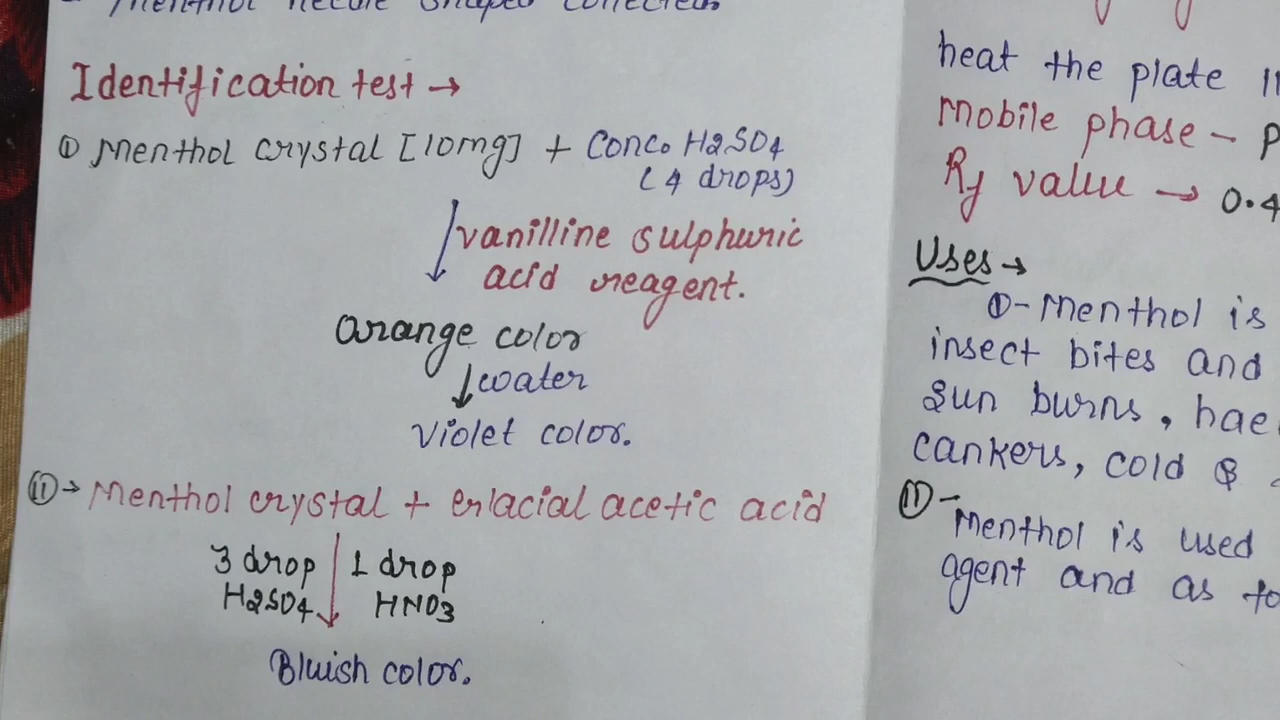 - Menthol needle shaped
Identification test →
① Menthol crystal [10mg] + Conc. H2SO4
(4 drops)
↓ vanilline sulphuric
acid reagent.
orange color
↓ water
violet color.
⑪→ Menthol crystal + Glacial acetic acid
3 drop | 1 drop
H2SO4 ↓ HNO3
Bluish color.
heat the plate
Mobile phase - P
Rf value → 0.4
Uses →
①- Menthol is
insect bites and
Sun burns, hae
cankers, cold &
⑪-
Menthol is used
agent and as to